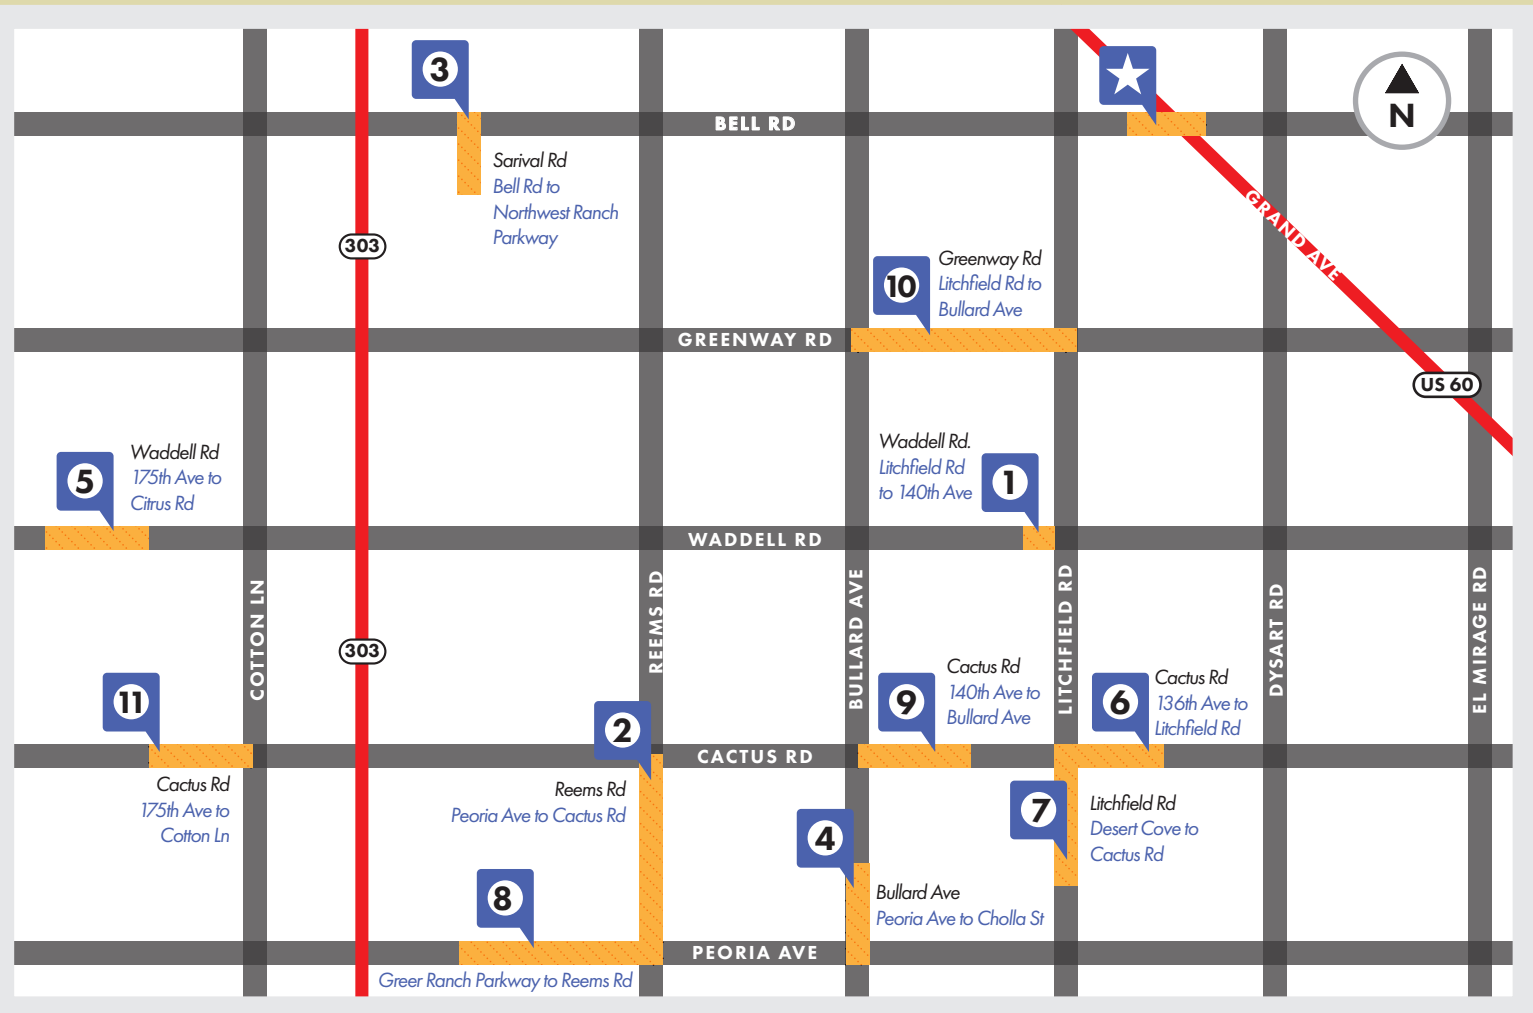 3
BELL RD
N
Sarival Rd
Bell Rd to
Northwest Ranch
Parkway
303
GRAND AVE
10
Greenway Rd
Litchfield Rd to
Bullard Ave
GREENWAY RD
US 60
5
Waddell Rd
175th Ave to
Citrus Rd
Waddell Rd.
Litchfield Rd
to 140th Ave
1
WADDELL RD
COTTON LN
303
REEMS RD
BULLARD AVE
LITCHFIELD RD
DYSART RD
EL MIRAGE RD
11
2
9
Cactus Rd
140th Ave to
Bullard Ave
6
Cactus Rd
136th Ave to
Litchfield Rd
CACTUS RD
Cactus Rd
175th Ave to
Cotton Ln
Reems Rd
Peoria Ave to Cactus Rd
4
7
Litchfield Rd
Desert Cove to
Cactus Rd
8
Bullard Ave
Peoria Ave to Cholla St
PEORIA AVE
Greer Ranch Parkway to Reems Rd